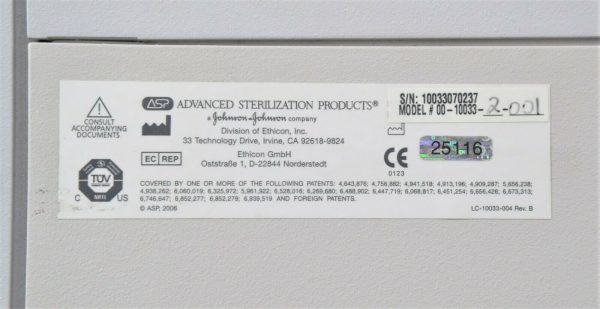 CONSULT
ACCOMPANYING
DOCUMENTS
ASP ADVANCED STERILIZATION PRODUCTS®
a Johnson & Johnson company
Division of Ethicon, Inc.
33 Technology Drive, Irvine, CA 92618-9824
EC REP
Ethicon GmbH
Oststraße 1, D-22844 Norderstedt
S/N: 10033070237
MODEL # 00-10033-2-001
25116
CE
0123
TÜV
NRTL
C US
COVERED BY ONE OR MORE OF THE FOLLOWING PATENTS: 4,643,876; 4,756,882; 4,941,518; 4,913,196; 4,909,287; 5,656,238;
4,938,262; 6,060,019; 6,325,972; 5,961,922; 6,528,016; 6,269,680; 6,488,902; 6,447,719; 6,068,817; 6,451,254; 6,656,426; 6,673,313;
6,746,647; 6,852,277; 6,852,279; 6,939,519 AND FOREIGN PATENTS.
© ASP, 2006
LC-10033-004 Rev. B